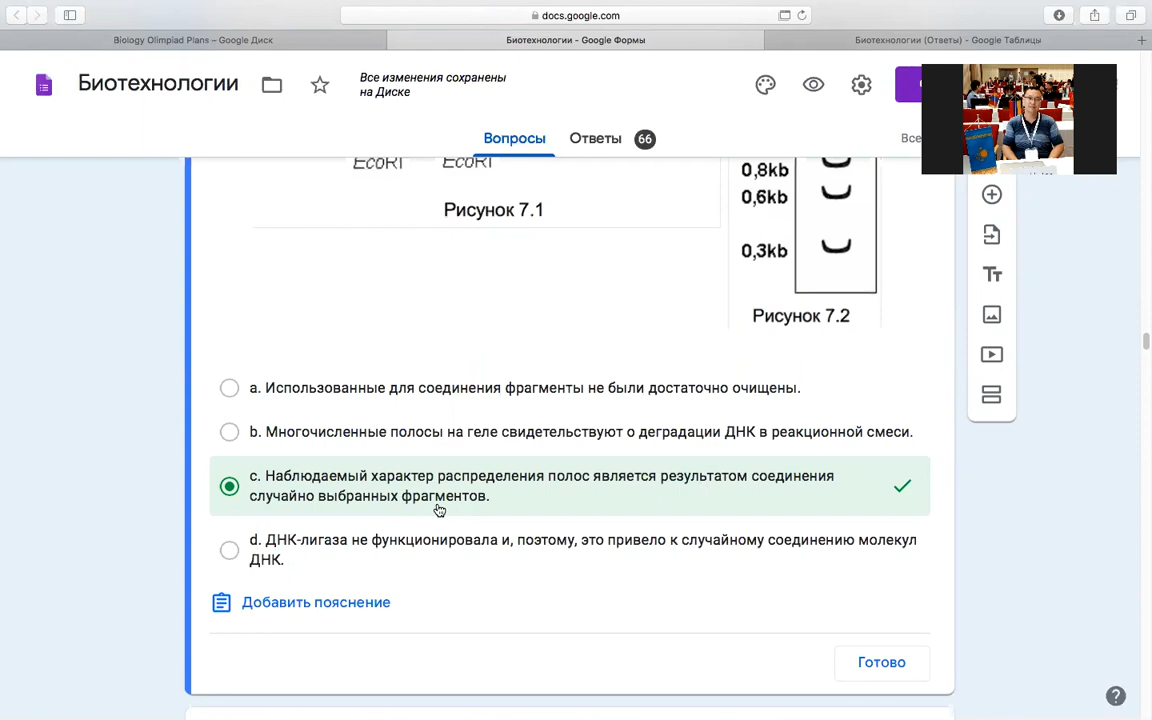 docs.google.com
Biology Olimpiad Plans – Google Диск
Биотехнологии - Google Формы
Биотехнологии (Ответы) - Google Таблицы
Биотехнологии
Все изменения сохранены
на Диске
Вопросы
Ответы 66
Все
EcoRI EcoRI
Рисунок 7.1
0,8kb
0,6kb
0,3kb
Рисунок 7.2
a. Использованные для соединения фрагменты не были достаточно очищены.
b. Многочисленные полосы на геле свидетельствуют о деградации ДНК в реакционной смеси.
c. Наблюдаемый характер распределения полос является результатом соединения
случайно выбранных фрагментов.
d. ДНК-лигаза не функционировала и, поэтому, это привело к случайному соединению молекул
ДНК.
Добавить пояснение
Готово